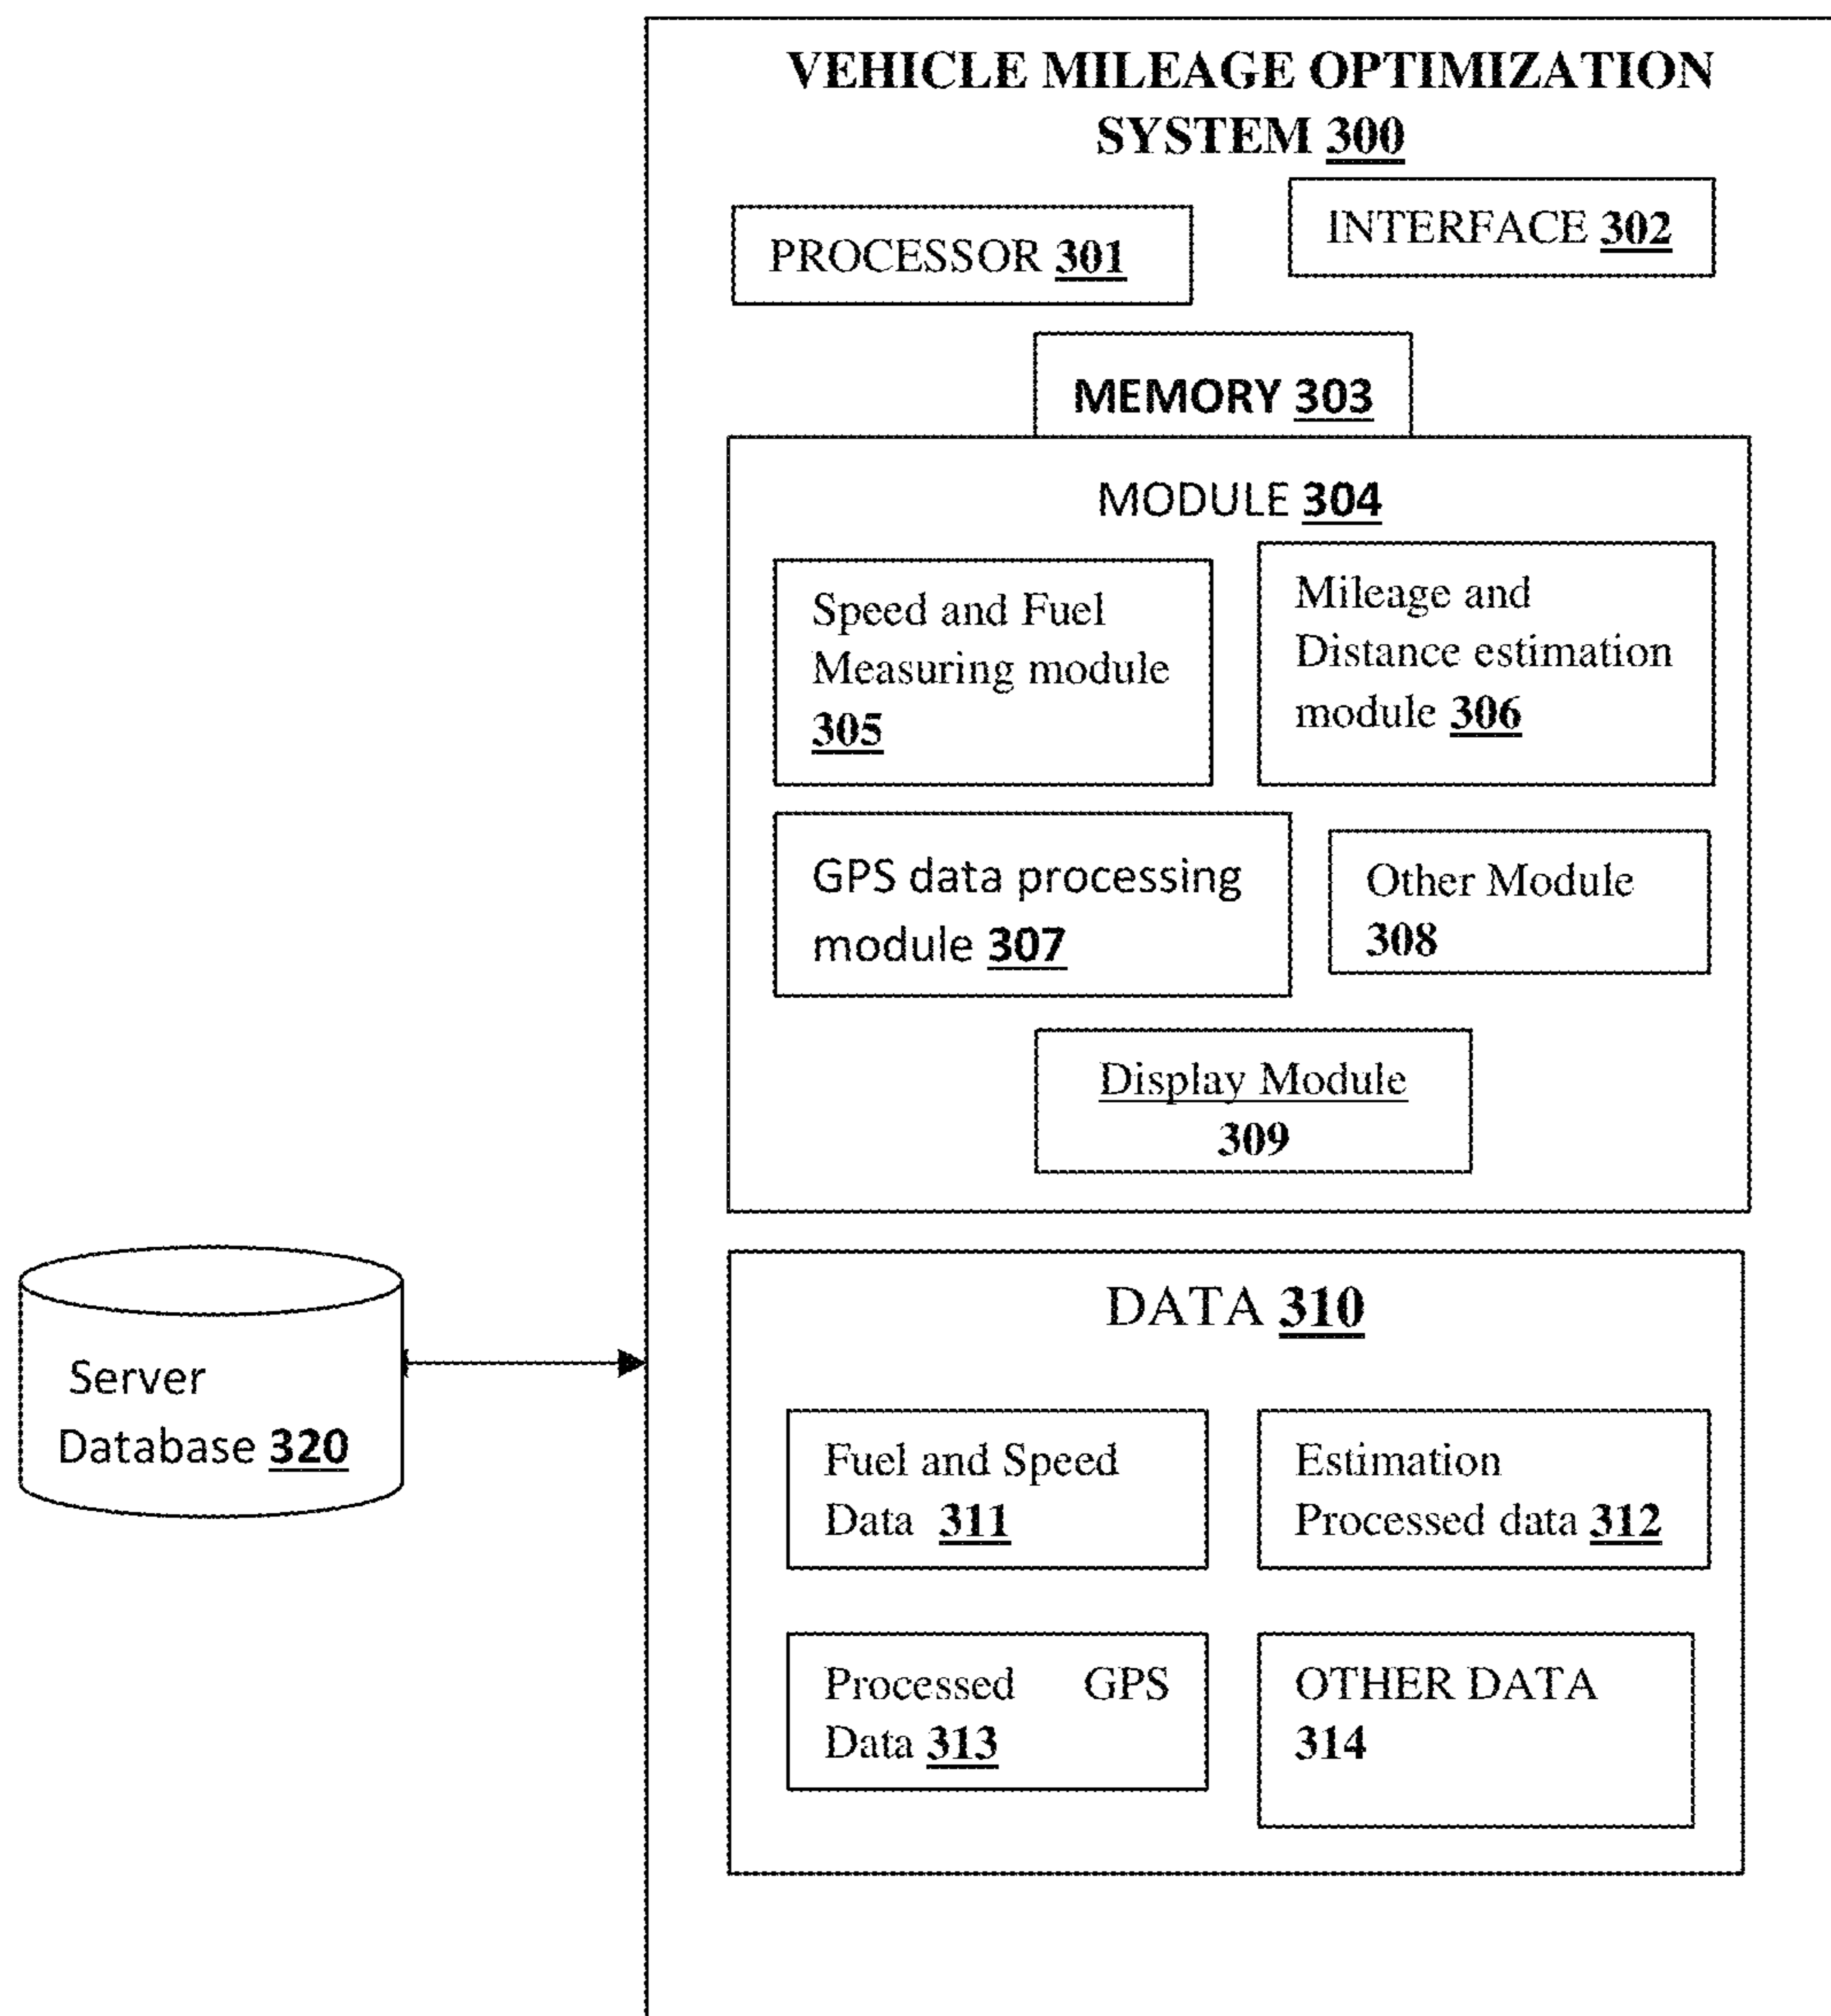 VEHICLE MILEAGE OPTIMIZATION
SYSTEM 300
PROCESSOR 301
INTERFACE 302
MEMORY 303
MODULE 304
Speed and Fuel
Measuring module
305
Mileage and
Distance estimation
module 306
GPS data processing
module 307
Other Module
308
Display Module
309
Server
Database 320
DATA 310
Fuel and Speed
Data 311
Estimation
Processed data 312
Processed GPS
Data 313
OTHER DATA
314